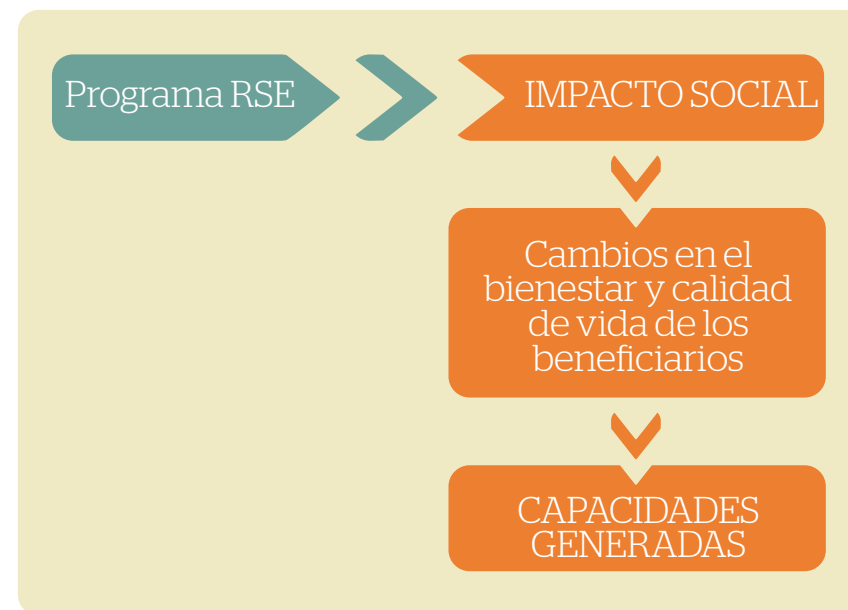 Programa RSE
IMPACTO SOCIAL
Cambios en el
bienestar y calidad
de vida de los
beneficiarios
CAPACIDADES
GENERADAS